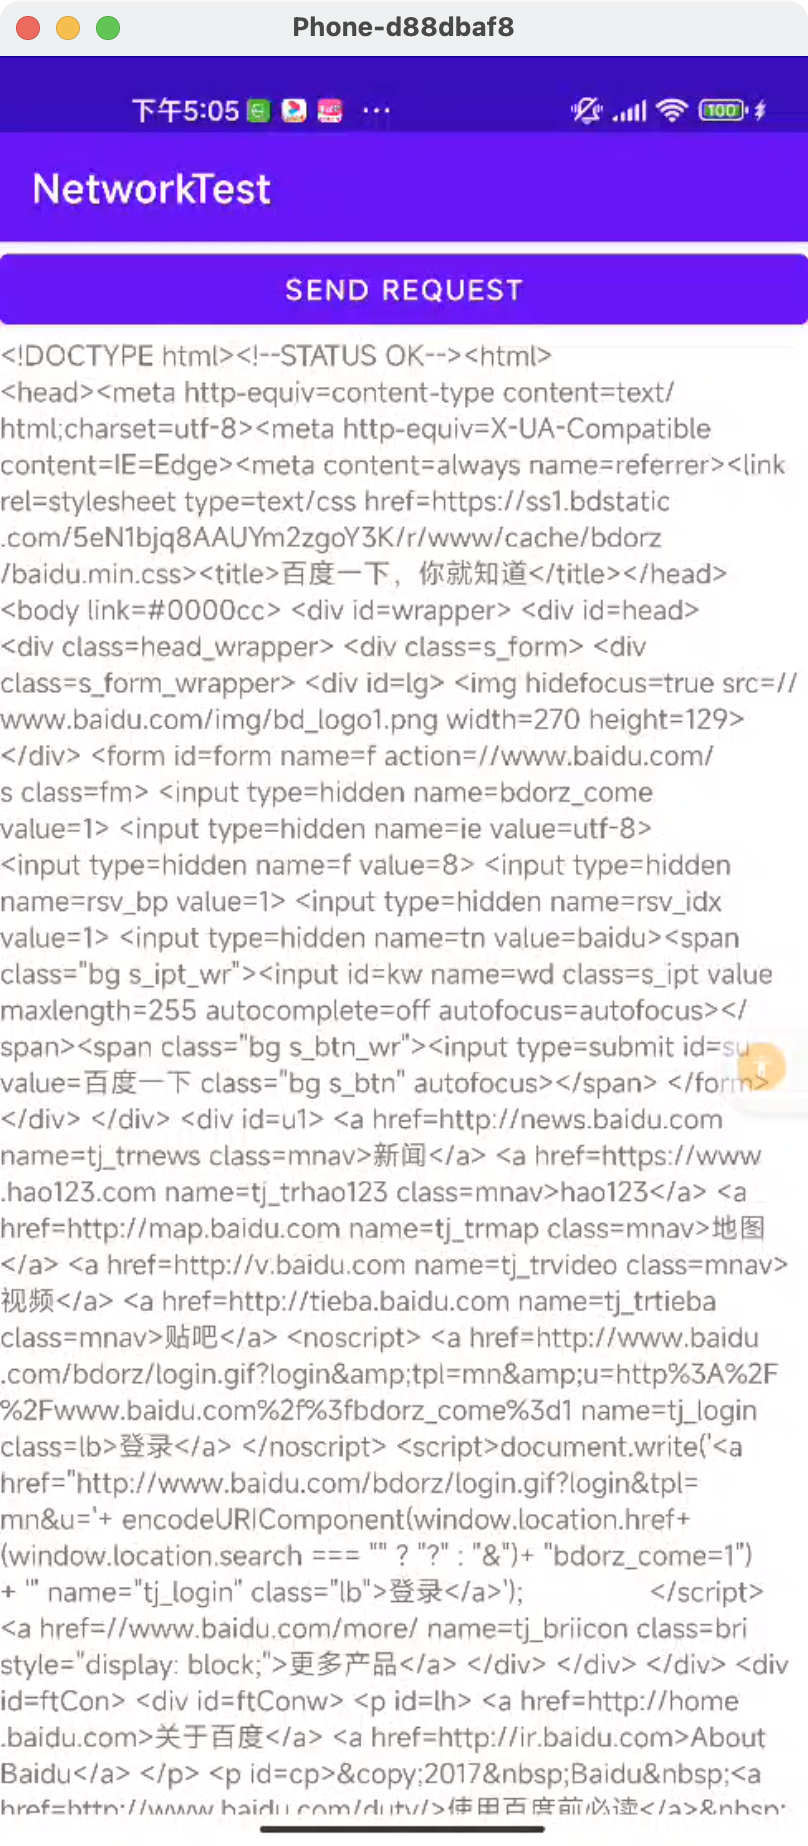 Phone-d88dbaf8
下午5:05 ··· 100
NetworkTest
SEND REQUEST
<!DOCTYPE html><!--STATUS OK--><html>
<head><meta http-equiv=content-type content=text/
html;charset=utf-8><meta http-equiv=X-UA-Compatible
content=IE=Edge><meta content=always name=referrer><link
rel=stylesheet type=text/css href=https://ss1.bdstatic
.com/5eN1bjq8AAUYm2zgoY3K/r/www/cache/bdorz
/baidu.min.css><title>百度一下，你就知道</title></head>
<body link=#0000cc> <div id=wrapper> <div id=head>
<div class=head_wrapper> <div class=s_form> <div
class=s_form_wrapper> <div id=lg> <img hidefocus=true src=//
www.baidu.com/img/bd_logo1.png width=270 height=129>
</div> <form id=form name=f action=//www.baidu.com/
s class=fm> <input type=hidden name=bdorz_come
value=1> <input type=hidden name=ie value=utf-8>
<input type=hidden name=f value=8> <input type=hidden
name=rsv_bp value=1> <input type=hidden name=rsv_idx
value=1> <input type=hidden name=tn value=baidu><span
class="bg s_ipt_wr"><input id=kw name=wd class=s_ipt value
maxlength=255 autocomplete=off autofocus=autofocus></
span><span class="bg s_btn_wr"><input type=submit id=su
value=百度一下 class="bg s_btn" autofocus></span> </form>
</div> </div> <div id=u1> <a href=http://news.baidu.com
name=tj_trnews class=mnav>新闻</a> <a href=https://www
.hao123.com name=tj_trhao123 class=mnav>hao123</a> <a
href=http://map.baidu.com name=tj_trmap class=mnav>地图
</a> <a href=http://v.baidu.com name=tj_trvideo class=mnav>
视频</a> <a href=http://tieba.baidu.com name=tj_trtieba
class=mnav>贴吧</a> <noscript> <a href=http://www.baidu
.com/bdorz/login.gif?login&amp;tpl=mn&amp;u=http%3A%2F
%2Fwww.baidu.com%2f%3fbdorz_come%3d1 name=tj_login
class=lb>登录</a> </noscript> <script>document.write('<a
href="http://www.baidu.com/bdorz/login.gif?login&tpl=
mn&u='+ encodeURIComponent(window.location.href+
(window.location.search === "" ? "?" : "&")+ "bdorz_come=1")
+ '" name="tj_login" class="lb">登录</a>'); </script>
<a href=//www.baidu.com/more/ name=tj_briicon class=bri
style="display: block;">更多产品</a> </div> </div> </div> <div
id=ftCon> <div id=ftConw> <p id=lh> <a href=http://home
.baidu.com>关于百度</a> <a href=http://ir.baidu.com>About
Baidu</a> </p> <p id=cp>&copy;2017&nbsp;Baidu&nbsp;<a
href=http://www.baidu.com/duty/>使用百度前必读</a>&nbsp;